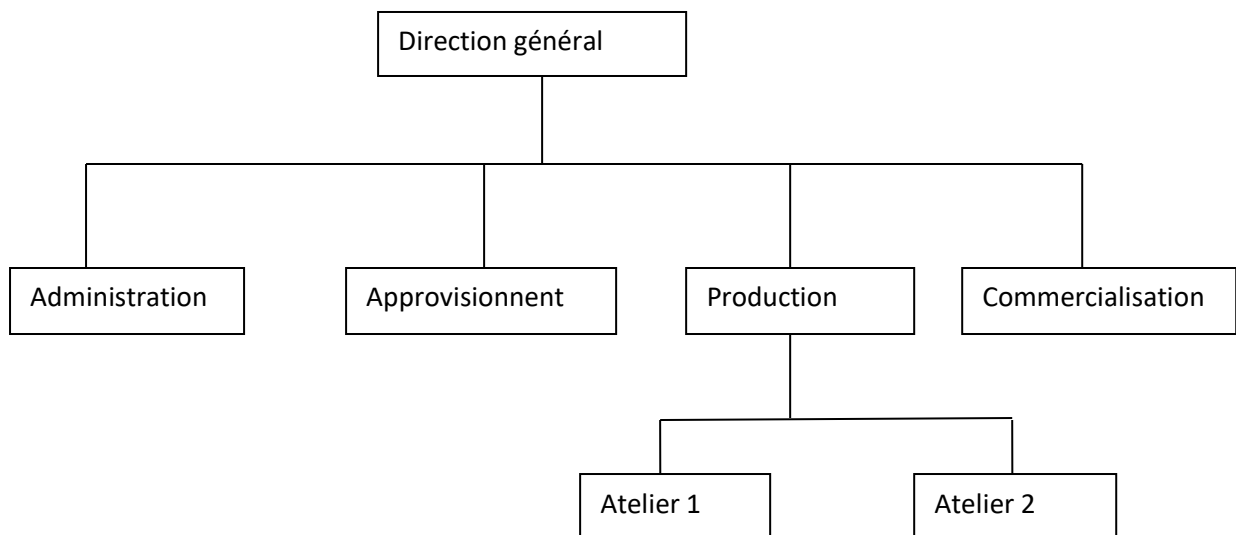 Direction général
Administration
Approvisionnent
Production
Commercialisation
Atelier 1
Atelier 2